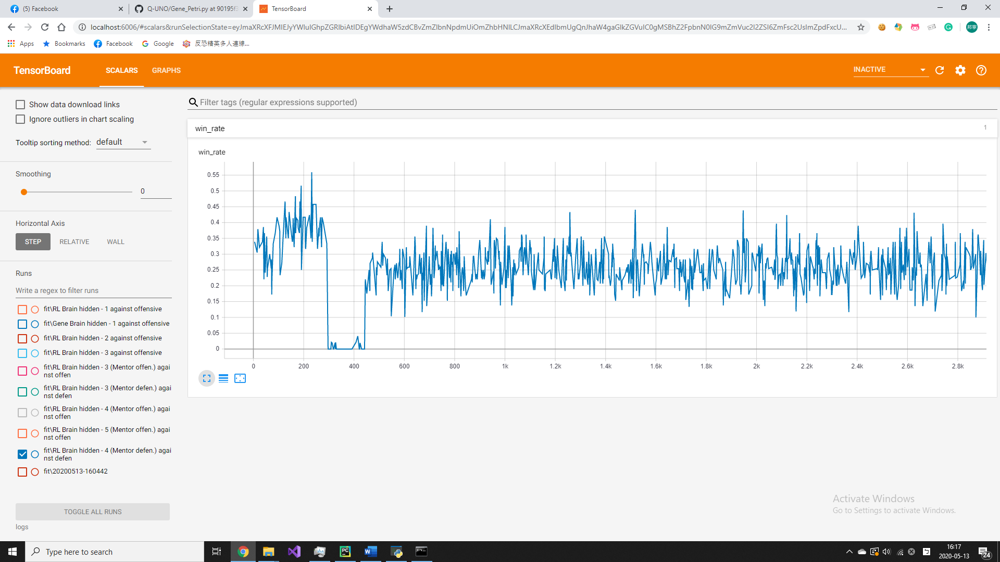 (5) Facebook
Q-UNO/Gene_Petri.py at 90195f3
TensorBoard
Apps
Bookmarks
Facebook
Google
反恐精英多人連線...
TensorBoard
SCALARS
GRAPHS
INACTIVE
Show data download links
Ignore outliers in chart scaling
Tooltip sorting method:
default
Smoothing
0
Horizontal Axis
STEP
RELATIVE
WALL
Runs
Write a regex to filter runs
fit\RL Brain hidden - 1 against offensive
fit\Gene Brain hidden - 1 against offensive
fit\RL Brain hidden - 2 against offensive
fit\RL Brain hidden - 3 against offensive
fit\RL Brain hidden - 3 (Mentor offen.) agai
nst offen
fit\RL Brain hidden - 3 (Mentor defen.) agai
nst defen
fit\RL Brain hidden - 4 (Mentor offen.) agai
nst offen
fit\RL Brain hidden - 5 (Mentor offen.) agai
nst offen
fit\RL Brain hidden - 4 (Mentor defen.) agai
nst defen
fit\20200513-160442
TOGGLE ALL RUNS
logs
Filter tags (regular expressions supported)
win_rate
1
win_rate
0.55
0.5
0.45
0.4
0.35
0.3
0.25
0.2
0.15
0.1
0.05
0
0 200 400 600 800 1k 1.2k 1.4k 1.6k 1.8k 2k 2.2k 2.4k 2.6k 2.8k
Activate Windows
Go to Settings to activate Windows.
Type here to search
16:17
2020-05-13
24